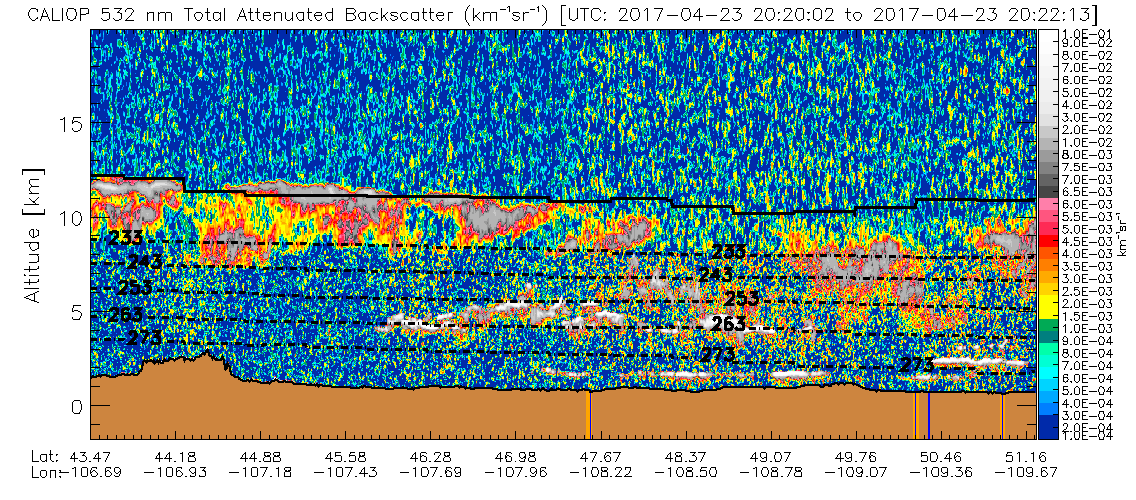 CALIOP 532 nm Total Attenuated Backscatter (km⁻¹sr⁻¹) [UTC: 2017-04-23 20:20:02 to 2017-04-23 20:22:13]
Altitude [km]
15
10
5
0
233
243
253
263
273
233
243
253
263
273
273
1.0E-01
9.0E-02
8.0E-02
7.0E-02
6.0E-02
5.0E-02
4.0E-02
3.0E-02
2.0E-02
1.0E-02
8.0E-03
7.5E-03
7.0E-03
6.5E-03
6.0E-03
5.5E-03
5.0E-03
4.5E-03
4.0E-03
3.5E-03
3.0E-03
2.5E-03
2.0E-03
1.5E-03
1.0E-03
9.0E-04
8.0E-04
7.0E-04
6.0E-04
5.0E-04
4.0E-04
3.0E-04
2.0E-04
1.0E-04
km⁻¹sr⁻¹
Lat: 43.47 44.18 44.88 45.58 46.28 46.98 47.67 48.37 49.07 49.76 50.46 51.16
Lon: -106.69 -106.93 -107.18 -107.43 -107.69 -107.96 -108.22 -108.50 -108.78 -109.07 -109.36 -109.67